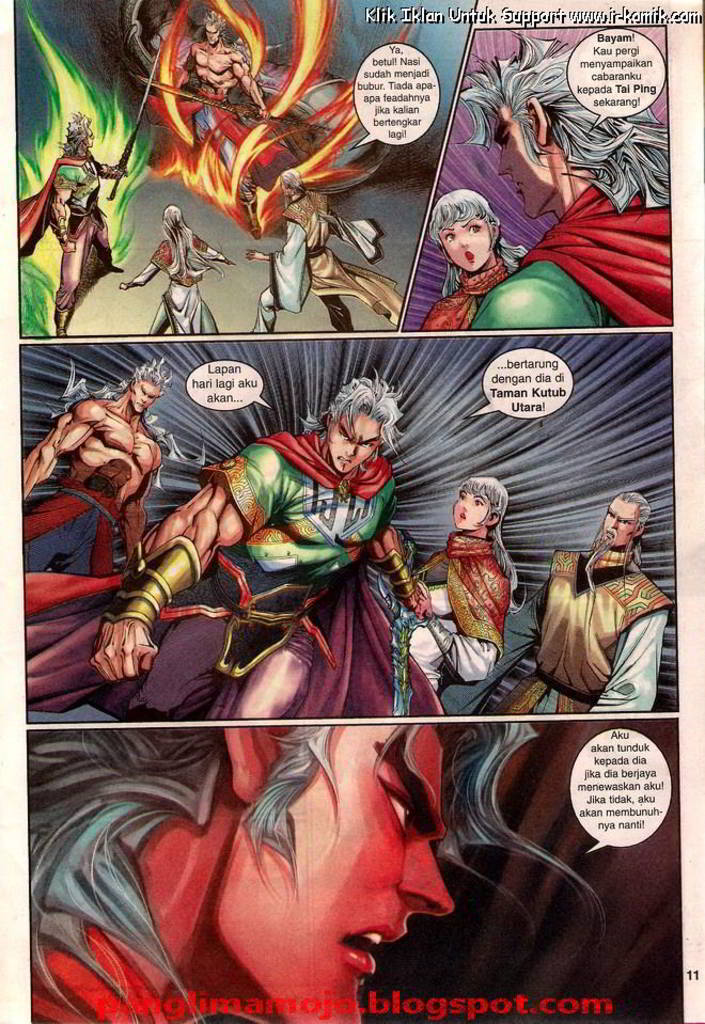 Klik Iklan Untuk Support www.i-komik.com
Ya,
betul! Nasi
sudah menjadi
bubur. Tiada apa-
apa feadahnya
jika kalian
bertengkar
lagi!
Bayam!
Kau pergi
menyampaikan
cabaranku
kepada Tai Ping
sekarang!
Lapan
hari lagi aku
akan...
...bertarung
dengan dia di
Taman Kutub
Utara!
Aku
akan tunduk
kepada dia
jika dia berjaya
menewaskan aku!
Jika tidak, aku
akan membunuh-
nya nanti!
11
panglimamojo.blogspot.com